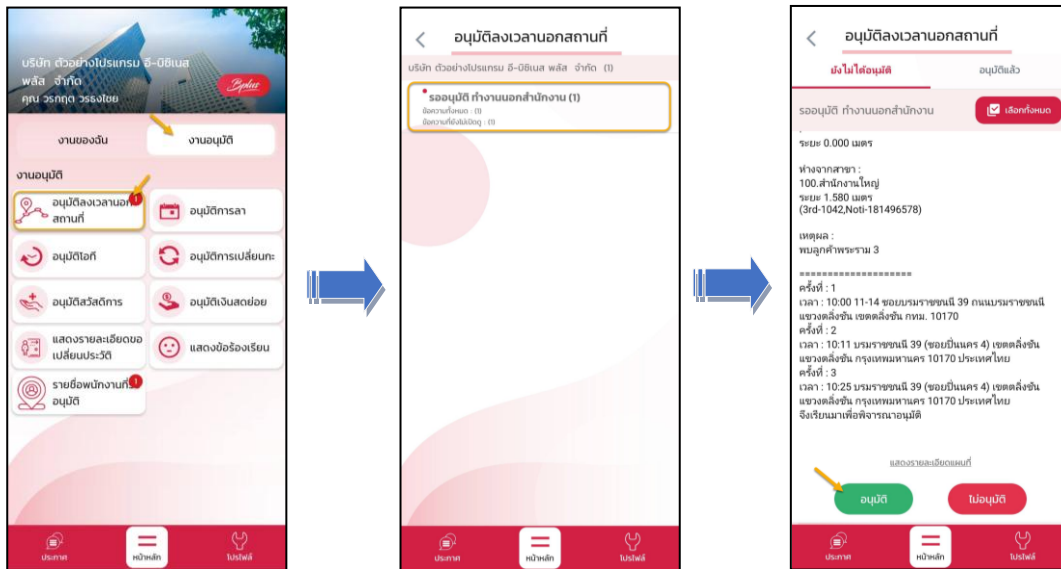 บริษัท ตัวอย่างโปรแกรม อี-บิซิเนส
พลัส จำกัด
คุณ วรกฤต วรธงไชย
Bplus
งานของฉัน
งานอนุมัติ
งานอนุมัติ
อนุมัติลงเวลานอก
สถานที่
1
อนุมัติการลา
อนุมัติโอที
อนุมัติการเปลี่ยนกะ
อนุมัติสวัสดิการ
อนุมัติเงินสดย่อย
แสดงรายละเอียดขอ
เปลี่ยนประวัติ
แสดงข้อร้องเรียน
รายชื่อพนักงานที่
อนุมัติ
1
ประกาศ
หน้าหลัก
โปรไฟล์
อนุมัติลงเวลานอกสถานที่
บริษัท ตัวอย่างโปรแกรม อี-บิซิเนส พลัส จำกัด (1)
รออนุมัติ ทำงานนอกสำนักงาน (1)
ข้อความทั้งหมด : (1)
ข้อความที่ยังไม่เปิดดู : (1)
ประกาศ
หน้าหลัก
โปรไฟล์
อนุมัติลงเวลานอกสถานที่
ยังไม่ได้อนุมัติ
อนุมัติแล้ว
รออนุมัติ ทำงานนอกสำนักงาน
เลือกทั้งหมด
ระยะ 0.000 เมตร
ห่างจากสาขา :
100.สำนักงานใหญ่
ระยะ 1.580 เมตร
(3rd-1042,Noti-181496578)
เหตุผล :
พบลูกค้าพระราม 3
====================
ครั้งที่ : 1
เวลา : 10:00 11-14 ซอยบรมราชชนนี 39 ถนนบรมราชชนนี
แขวงตลิ่งชัน เขตตลิ่งชัน กทม. 10170
ครั้งที่ : 2
เวลา : 10:11 บรมราชชนนี 39 (ซอยปิ่นนคร 4) เขตตลิ่งชัน
แขวงตลิ่งชัน กรุงเทพมหานคร 10170 ประเทศไทย
ครั้งที่ : 3
เวลา : 10:25 บรมราชชนนี 39 (ซอยปิ่นนคร 4) เขตตลิ่งชัน
แขวงตลิ่งชัน กรุงเทพมหานคร 10170 ประเทศไทย
จึงเรียนมาเพื่อพิจารณาอนุมัติ
แสดงรายละเอียดแผนที่
อนุมัติ
ไม่อนุมัติ
ประกาศ
หน้าหลัก
โปรไฟล์